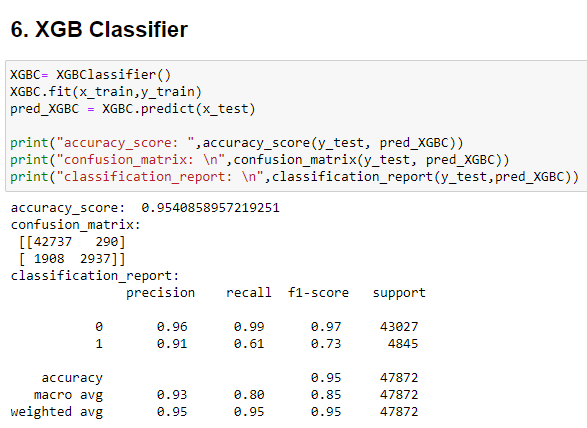 6. XGB Classifier
XGBC= XGBClassifier()
XGBC.fit(x_train,y_train)
pred_XGBC = XGBC.predict(x_test)
print("accuracy_score: ",accuracy_score(y_test, pred_XGBC))
print("confusion_matrix: \n",confusion_matrix(y_test, pred_XGBC))
print("classification_report: \n",classification_report(y_test,pred_XGBC))
accuracy_score:  0.9540858957219251
confusion_matrix:
 [[42737   290]
 [ 1908  2937]]
classification_report:
               precision    recall  f1-score   support
           0       0.96      0.99      0.97     43027
           1       0.91      0.61      0.73      4845
    accuracy                           0.95     47872
   macro avg       0.93      0.80      0.85     47872
weighted avg       0.95      0.95      0.95     47872